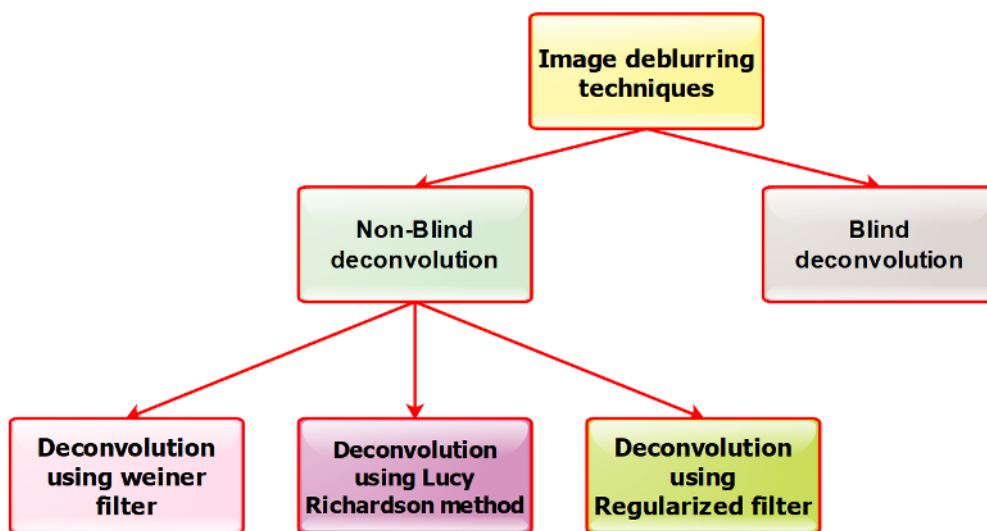 Image deblurring
techniques
Non-Blind
deconvolution
Blind
deconvolution
Deconvolution
using weiner
filter
Deconvolution
using Lucy
Richardson method
Deconvolution
using
Regularized filter